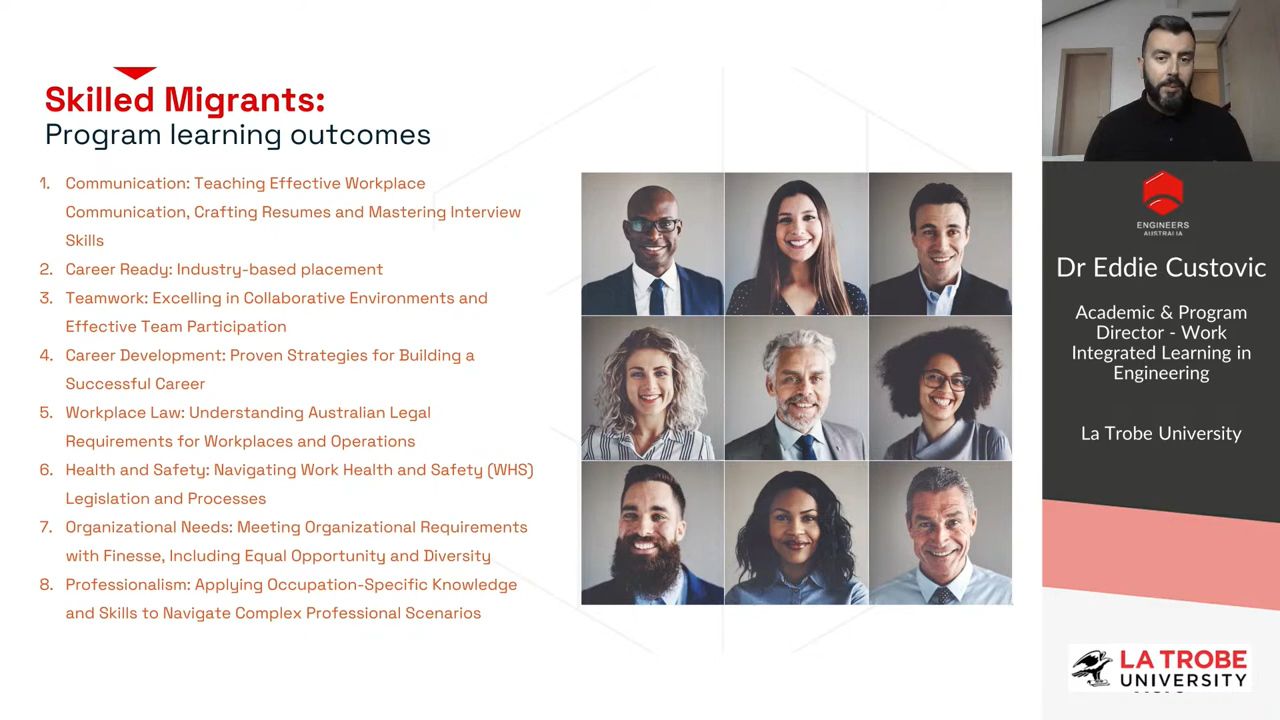 Skilled Migrants:
Program learning outcomes
1. Communication: Teaching Effective Workplace
Communication, Crafting Resumes and Mastering Interview
Skills
2. Career Ready: Industry-based placement
3. Teamwork: Excelling in Collaborative Environments and
Effective Team Participation
4. Career Development: Proven Strategies for Building a
Successful Career
5. Workplace Law: Understanding Australian Legal
Requirements for Workplaces and Operations
6. Health and Safety: Navigating Work Health and Safety (WHS)
Legislation and Processes
7. Organizational Needs: Meeting Organizational Requirements
with Finesse, Including Equal Opportunity and Diversity
8. Professionalism: Applying Occupation-Specific Knowledge
and Skills to Navigate Complex Professional Scenarios
ENGINEERS
AUSTRALIA
Dr Eddie Custovic
Academic & Program
Director - Work
Integrated Learning in
Engineering
La Trobe University
LA TROBE
UNIVERSITY